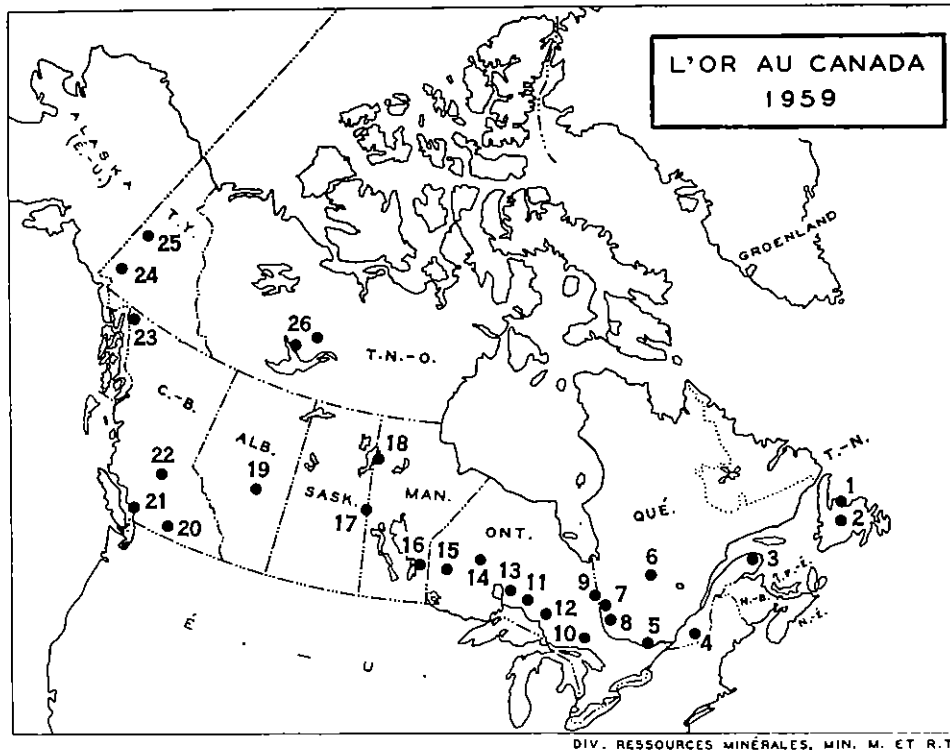 L'OR AU CANADA
1959
ALASKA
(É.-U.)
T.Y.
25
24
GROENLAND
23
26
T.N.-O.
C.-B.
ALB.
18
T.-N.
22
19
SASK.
MAN.
1
21
17
QUÉ.
2
20
ONT.
16
15
14
13
11
12
10
9
7
8
6
5
4
3
Î.P.-É.
N.-B.
N.-É.
É.-U.
DIV. RESSOURCES MINÉRALES, MIN. M. ET R.T.